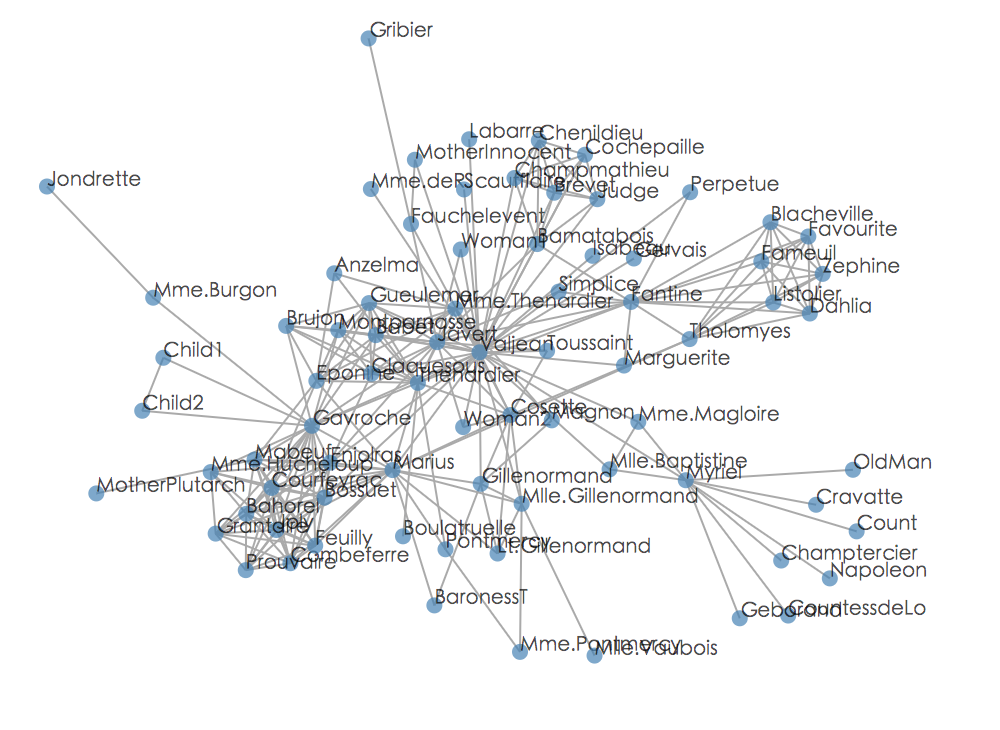 Gribier
Labarre
Chenildieu
MotherInnocent
Cochepaille
Champmathieu
Jondrette
Mme.deR
Scaufflaire
Brevet
Judge
Perpetue
Fauchelevent
Blacheville
Favourite
Woman1
Bamatabois
Isabeau
Gervais
Fameuil
Zephine
Anzelma
Mme.Burgon
Gueulemer
Mme.Thenardier
Simplice
Fantine
Listolier
Dahlia
Brujon
Montparnasse
Babet
Javert
Valjean
Toussaint
Tholomyes
Child1
Eponine
Claquesous
Thenardier
Marguerite
Child2
Gavroche
Woman2
Cosette
Magnon
Mme.Magloire
Mabeuf
Enjolras
Mme.Hucheloup
Marius
Mlle.Baptistine
Myriel
OldMan
MotherPlutarch
Courfeyrac
Bossuet
Gillenormand
Mlle.Gillenormand
Cravatte
Bahorel
Grantaire
Joly
Feuilly
Boulatruelle
Count
Prouvaire
Combeferre
Pontmercy
Lt.Gillenormand
Champtercier
Napoleon
BaronessT
Geborand
CountessdeLo
Mme.Pontmercy
Mlle.Vaubois